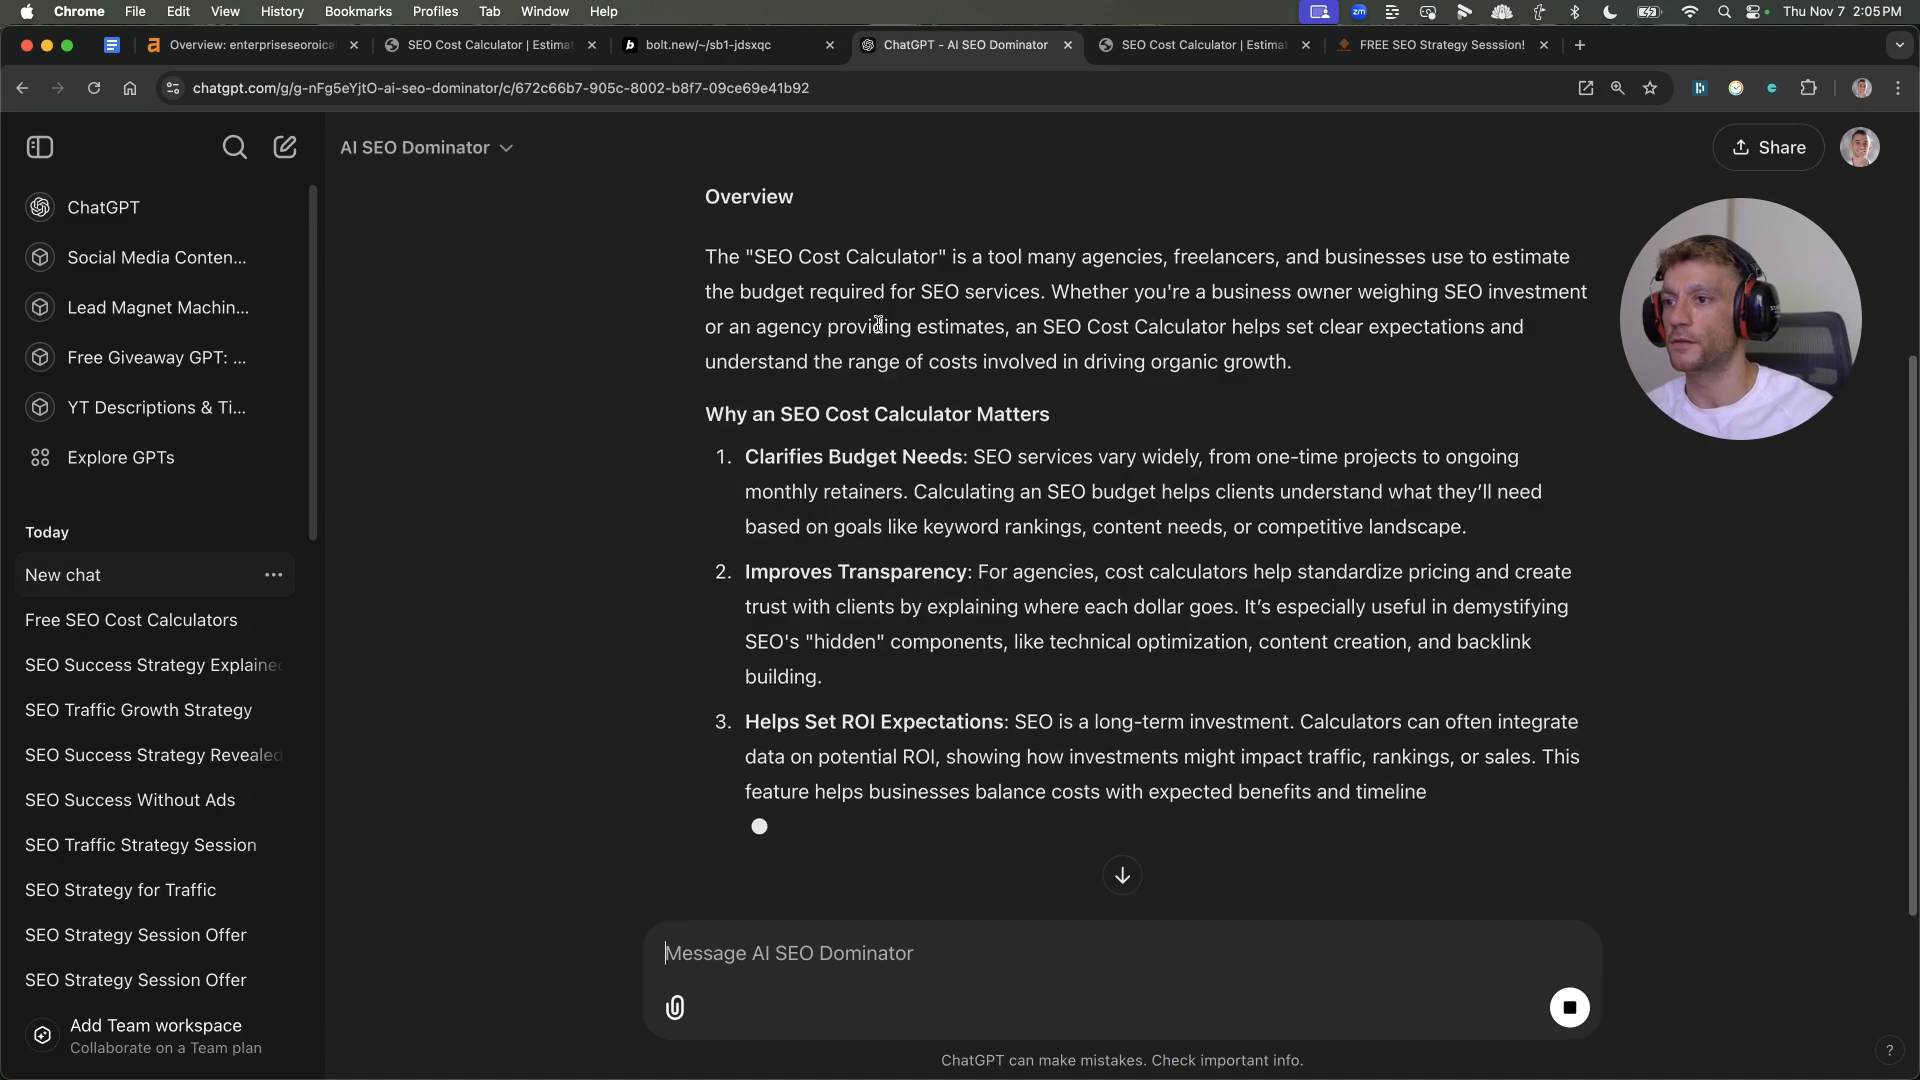 Chrome File Edit View History Bookmarks Profiles Tab Window Help
zm
Thu Nov 7 2:05 PM
Overview: enterpriseseoroica
SEO Cost Calculator | Estimat
bolt.new/~/sb1-jdsxqc
ChatGPT - AI SEO Dominator
SEO Cost Calculator | Estimat
FREE SEO Strategy Sesssion!
chatgpt.com/g/g-nFg5eYjtO-ai-seo-dominator/c/672c66b7-905c-8002-b8f7-09ce69e41b92
AI SEO Dominator
Share
ChatGPT
Social Media Conten...
Lead Magnet Machin...
Free Giveaway GPT: ...
YT Descriptions & Ti...
Explore GPTs
Today
New chat
Free SEO Cost Calculators
SEO Success Strategy Explained
SEO Traffic Growth Strategy
SEO Success Strategy Revealed
SEO Success Without Ads
SEO Traffic Strategy Session
SEO Strategy for Traffic
SEO Strategy Session Offer
SEO Strategy Session Offer
Add Team workspace
Collaborate on a Team plan
Overview
The "SEO Cost Calculator" is a tool many agencies, freelancers, and businesses use to estimate
the budget required for SEO services. Whether you're a business owner weighing SEO investment
or an agency providing estimates, an SEO Cost Calculator helps set clear expectations and
understand the range of costs involved in driving organic growth.
Why an SEO Cost Calculator Matters
1. Clarifies Budget Needs: SEO services vary widely, from one-time projects to ongoing
monthly retainers. Calculating an SEO budget helps clients understand what they’ll need
based on goals like keyword rankings, content needs, or competitive landscape.
2. Improves Transparency: For agencies, cost calculators help standardize pricing and create
trust with clients by explaining where each dollar goes. It’s especially useful in demystifying
SEO's "hidden" components, like technical optimization, content creation, and backlink
building.
3. Helps Set ROI Expectations: SEO is a long-term investment. Calculators can often integrate
data on potential ROI, showing how investments might impact traffic, rankings, or sales. This
feature helps businesses balance costs with expected benefits and timeline
Message AI SEO Dominator
ChatGPT can make mistakes. Check important info.
?